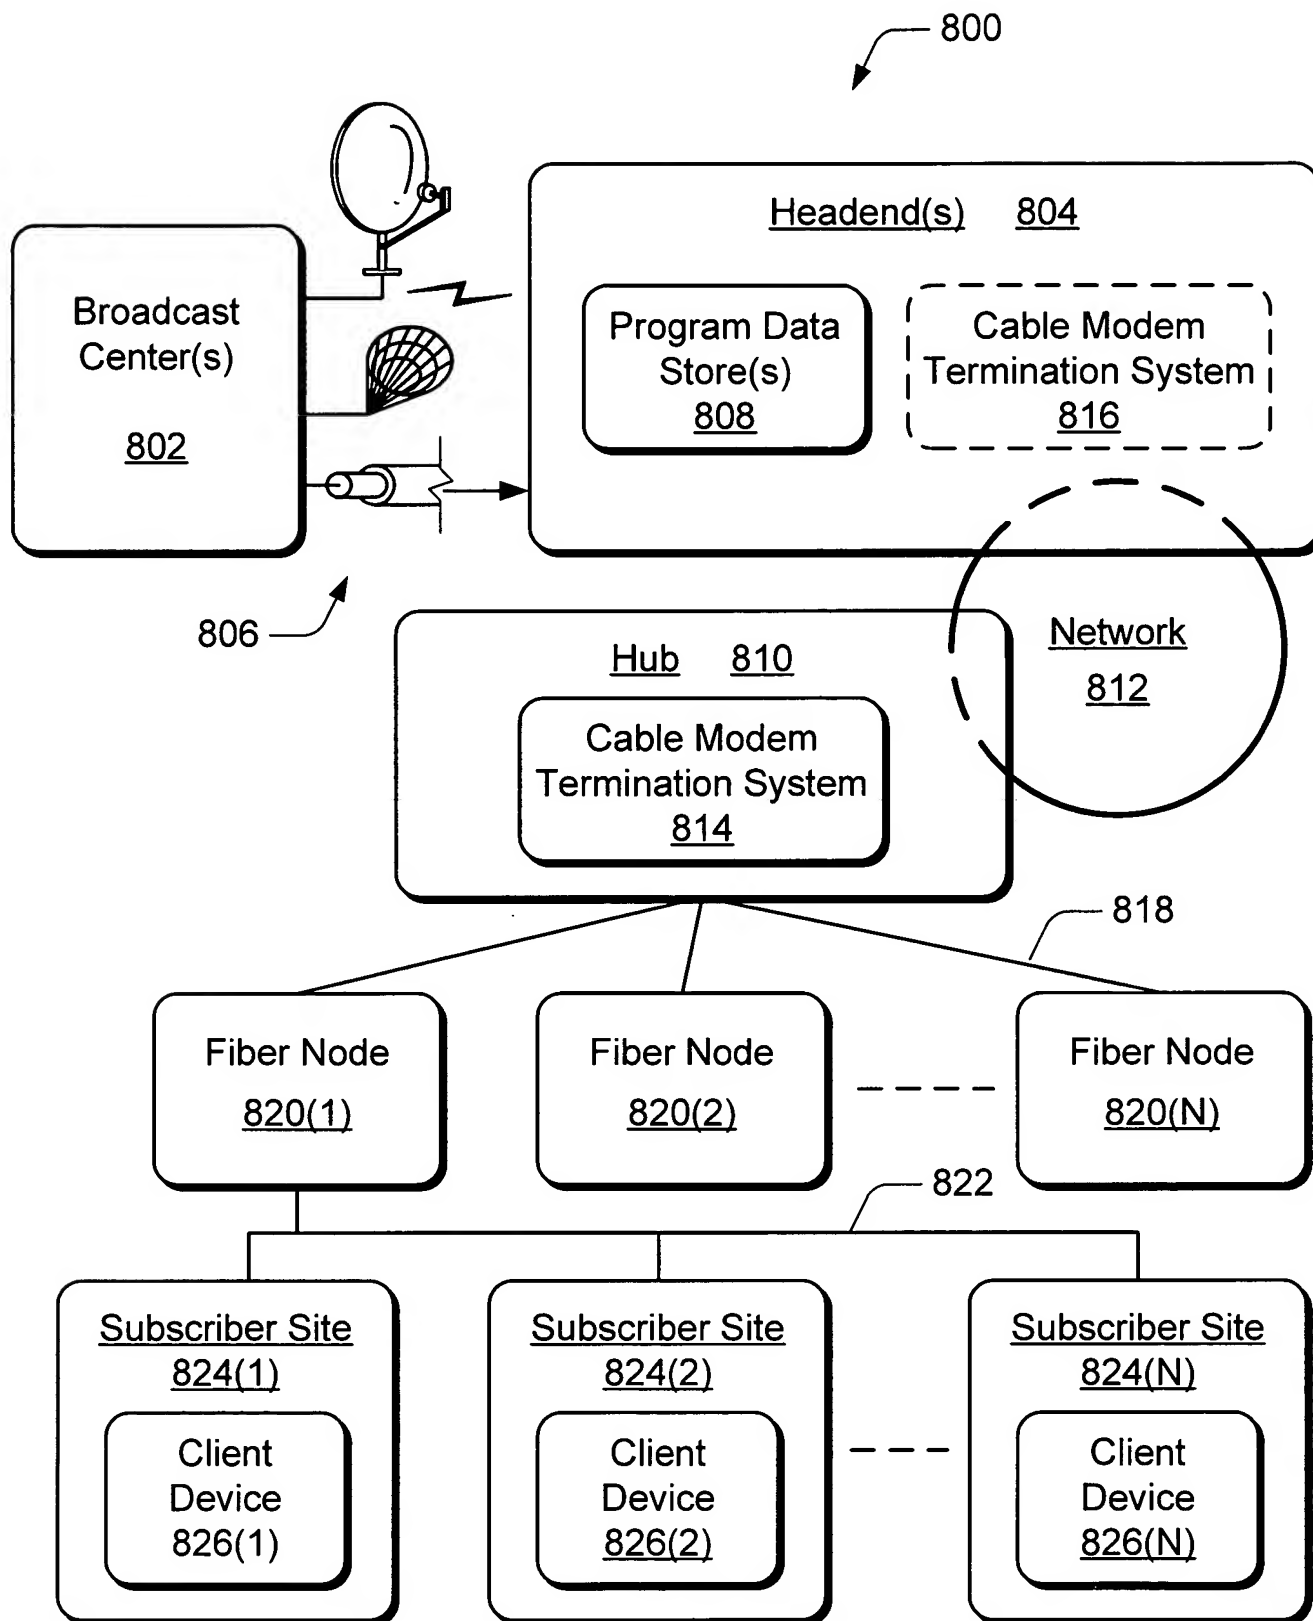 800
Headend(s) 804
Broadcast
Center(s)
802
Program Data
Store(s)
808
Cable Modem
Termination System
816
806
Network
812
Hub 810
Cable Modem
Termination System
814
818
Fiber Node
820(1)
Fiber Node
820(2)
Fiber Node
820(N)
822
Subscriber Site
824(1)
Client
Device
826(1)
Subscriber Site
824(2)
Client
Device
826(2)
Subscriber Site
824(N)
Client
Device
826(N)